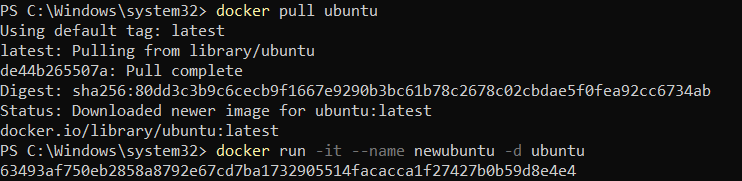 PS C:\Windows\system32> docker pull ubuntu
Using default tag: latest
latest: Pulling from library/ubuntu
de44b265507a: Pull complete
Digest: sha256:80dd3c3b9c6cecb9f1667e9290b3bc61b78c2678c02cbdae5f0fea92cc6734ab
Status: Downloaded newer image for ubuntu:latest
docker.io/library/ubuntu:latest
PS C:\Windows\system32> docker run -it --name newubuntu -d ubuntu
63493af750eb2858a8792e67cd7ba1732905514facacca1f27427b0b59d8e4e4